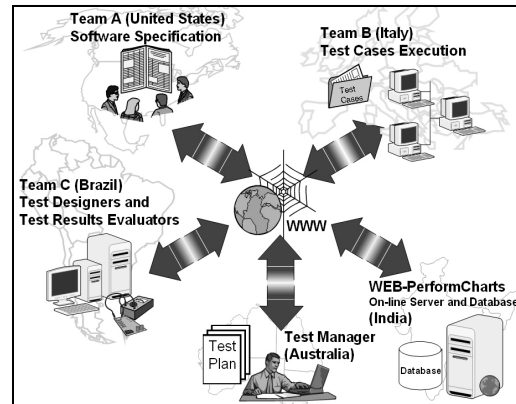 Team A (United States)
Software Specification
Team B (Italy)
Test Cases Execution
Test
Cases
Team C (Brazil)
Test Designers and
Test Results Evaluators
WWW
WEB-PerformCharts
On-line Server and Database
(India)
Database
Test Manager
(Australia)
Test
Plan